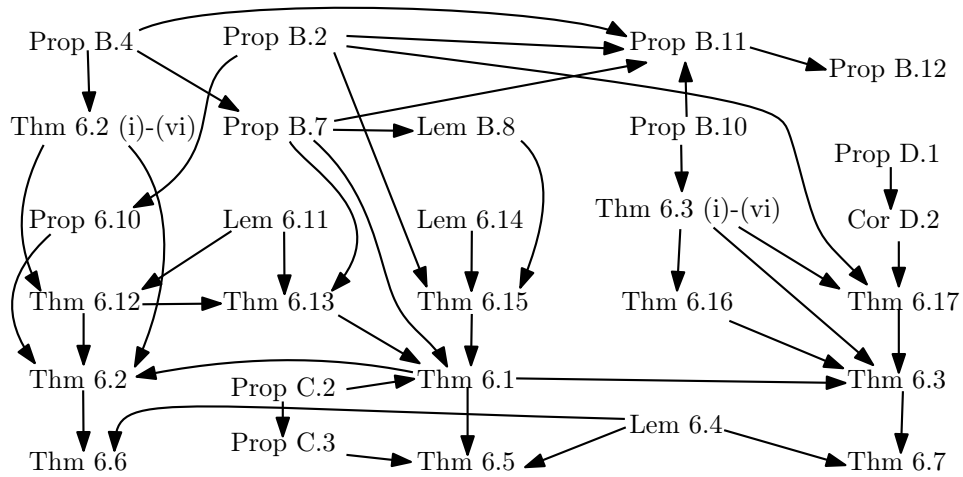 Prop B.4 Prop B.2 Prop B.11
Prop B.12
Thm 6.2 (i)-(vi) Prop B.7 Lem B.8 Prop B.10
Prop D.1
Prop 6.10 Lem 6.11 Lem 6.14 Thm 6.3 (i)-(vi) Cor D.2
Thm 6.12 Thm 6.13 Thm 6.15 Thm 6.16 Thm 6.17
Thm 6.2 Prop C.2 Thm 6.1 Thm 6.3
Prop C.3 Lem 6.4
Thm 6.6 Thm 6.5 Thm 6.7